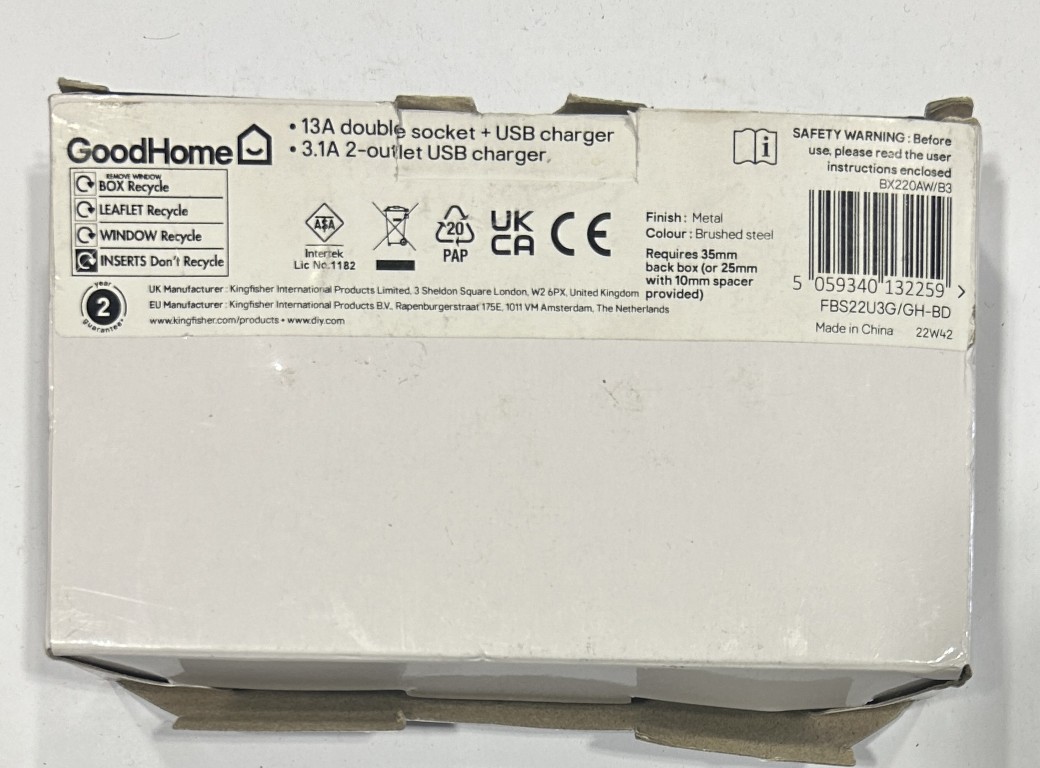 GoodHome
• 13A double socket + USB charger
• 3.1A 2-outlet USB charger.
REMOVE WINDOW
BOX Recycle
LEAFLET Recycle
WINDOW Recycle
INSERTS Don't Recycle
ASA
Intertek
Lic No.1182
20
PAP
UK
CA
CE
Finish : Metal
Colour : Brushed steel
Requires 35mm
back box (or 25mm
with 10mm spacer
provided)
i
SAFETY WARNING : Before
use, please read the user
instructions enclosed
BX220AW/B3
5 059340 132259 >
FBS22U3G/GH-BD
Made in China 22W42
year
2
guarantee*
UK Manufacturer : Kingfisher International Products Limited, 3 Sheldon Square London, W2 6PX, United Kingdom
EU Manufacturer : Kingfisher International Products B.V., Rapenburgerstraat 175E, 1011 VM Amsterdam, The Netherlands
www.kingfisher.com/products • www.diy.com